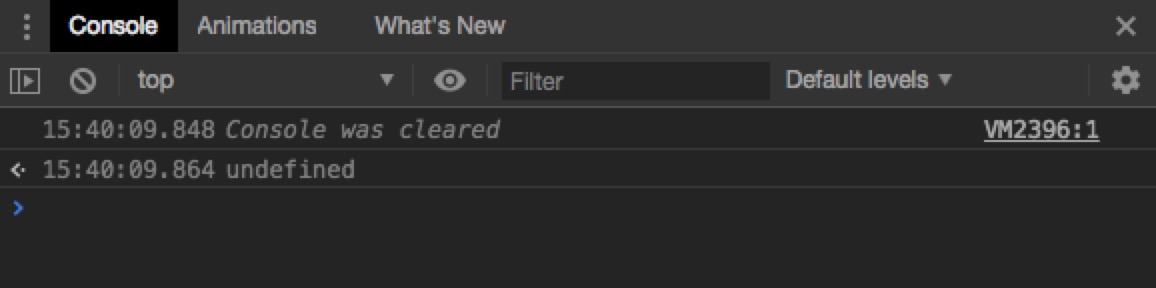 Console Animations What's New
top Filter Default levels
15:40:09.848 Console was cleared VM2396:1
15:40:09.864 undefined